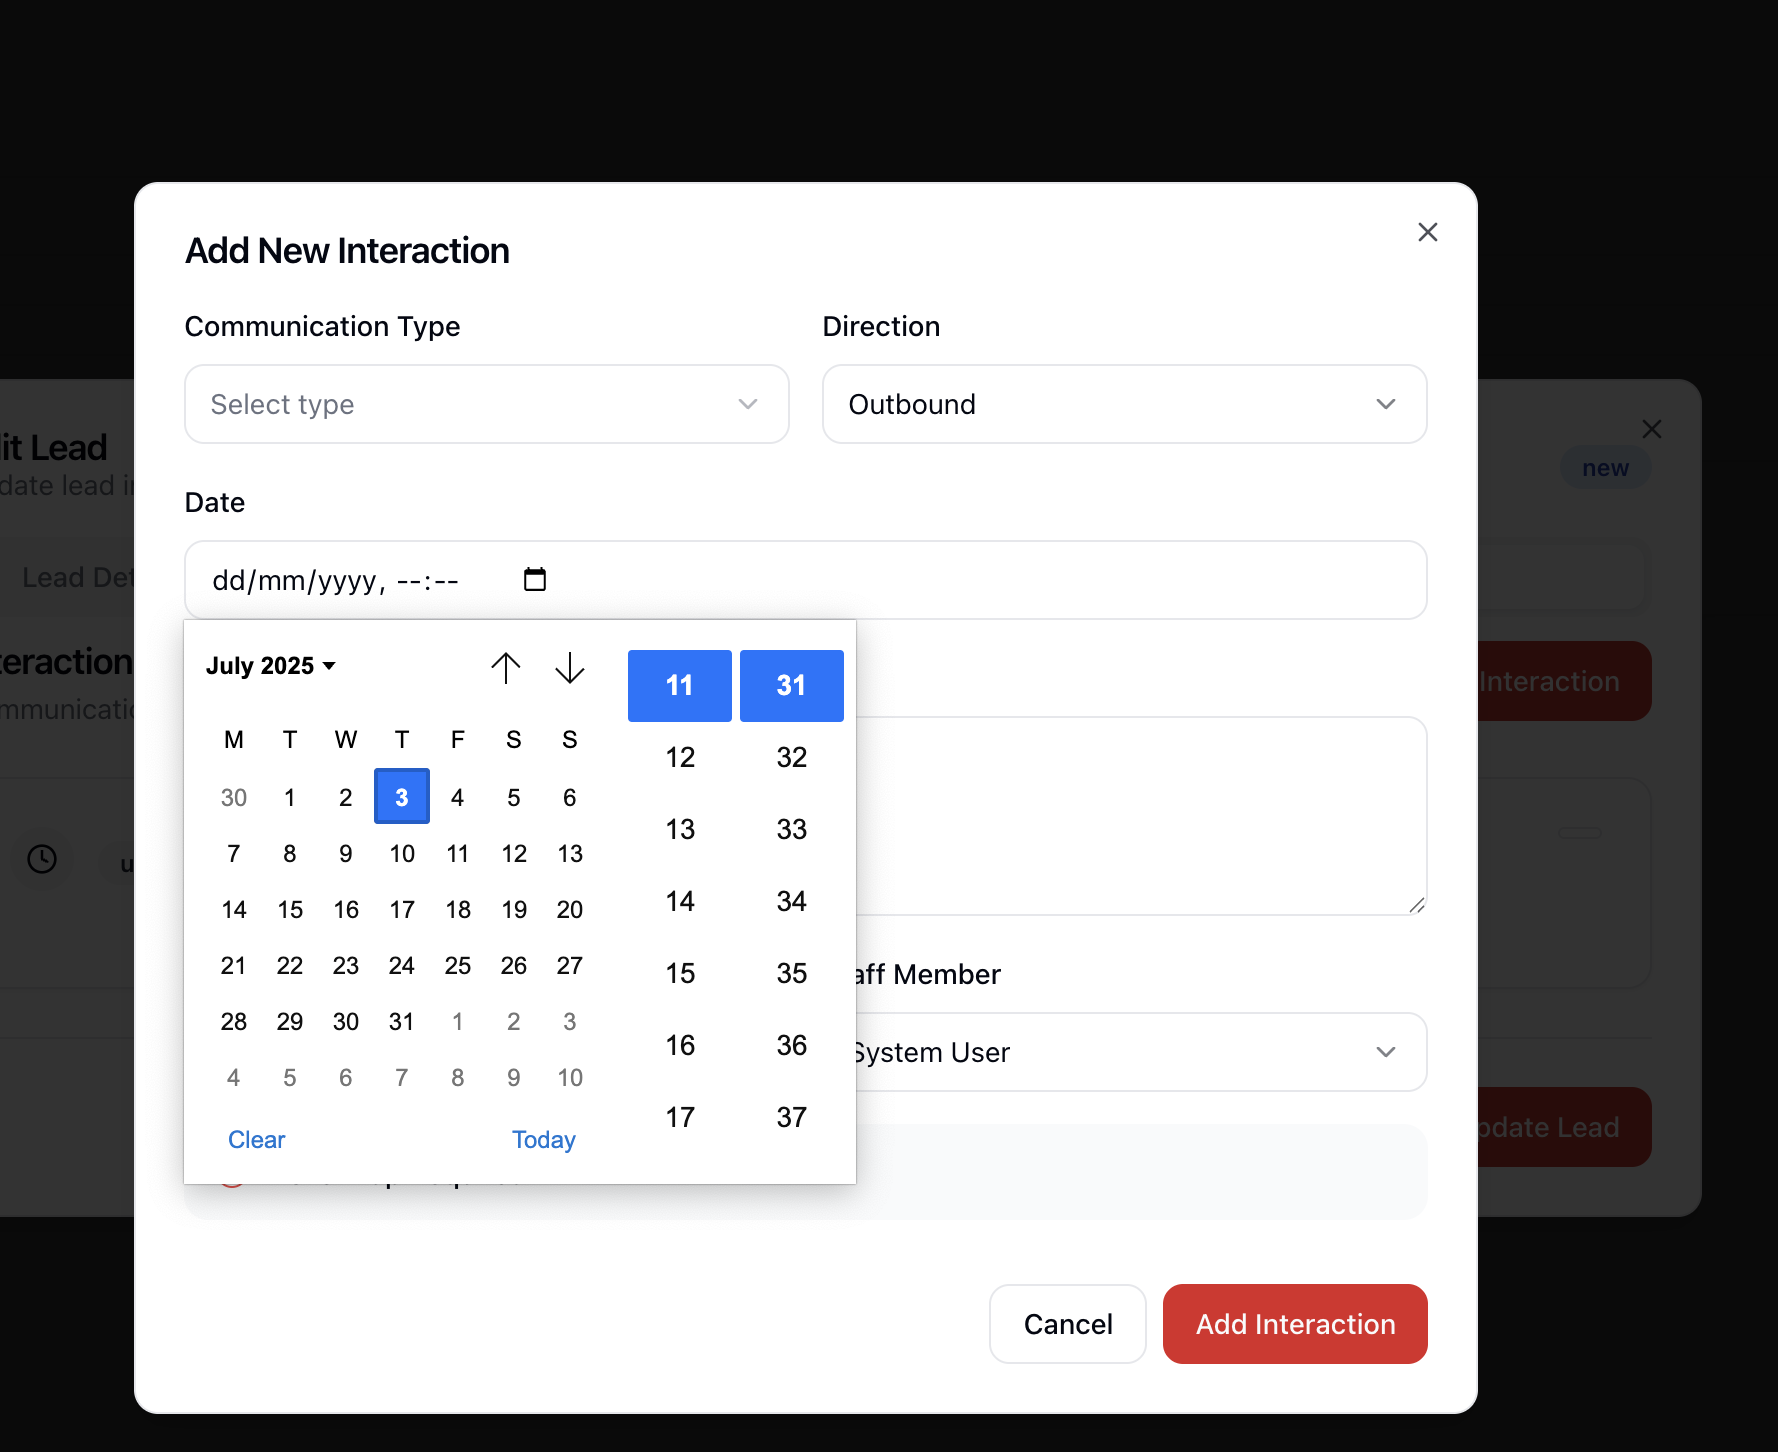 Add New Interaction
Communication Type
Direction
Select type
Outbound
it Lead
date lead i
new
Date
Lead Det
dd/mm/yyyy, --:--
July 2025
11 31
M T W T F S S
12 32
30 1 2 3 4 5 6
13 33
7 8 9 10 11 12 13
14 34
14 15 16 17 18 19 20
15 35
21 22 23 24 25 26 27
16 36
28 29 30 31 1 2 3
17 37
4 5 6 7 8 9 10
Clear Today
teraction
mmunicatio
Interaction
u
aff Member
System User
pdate Lead
Cancel
Add Interaction